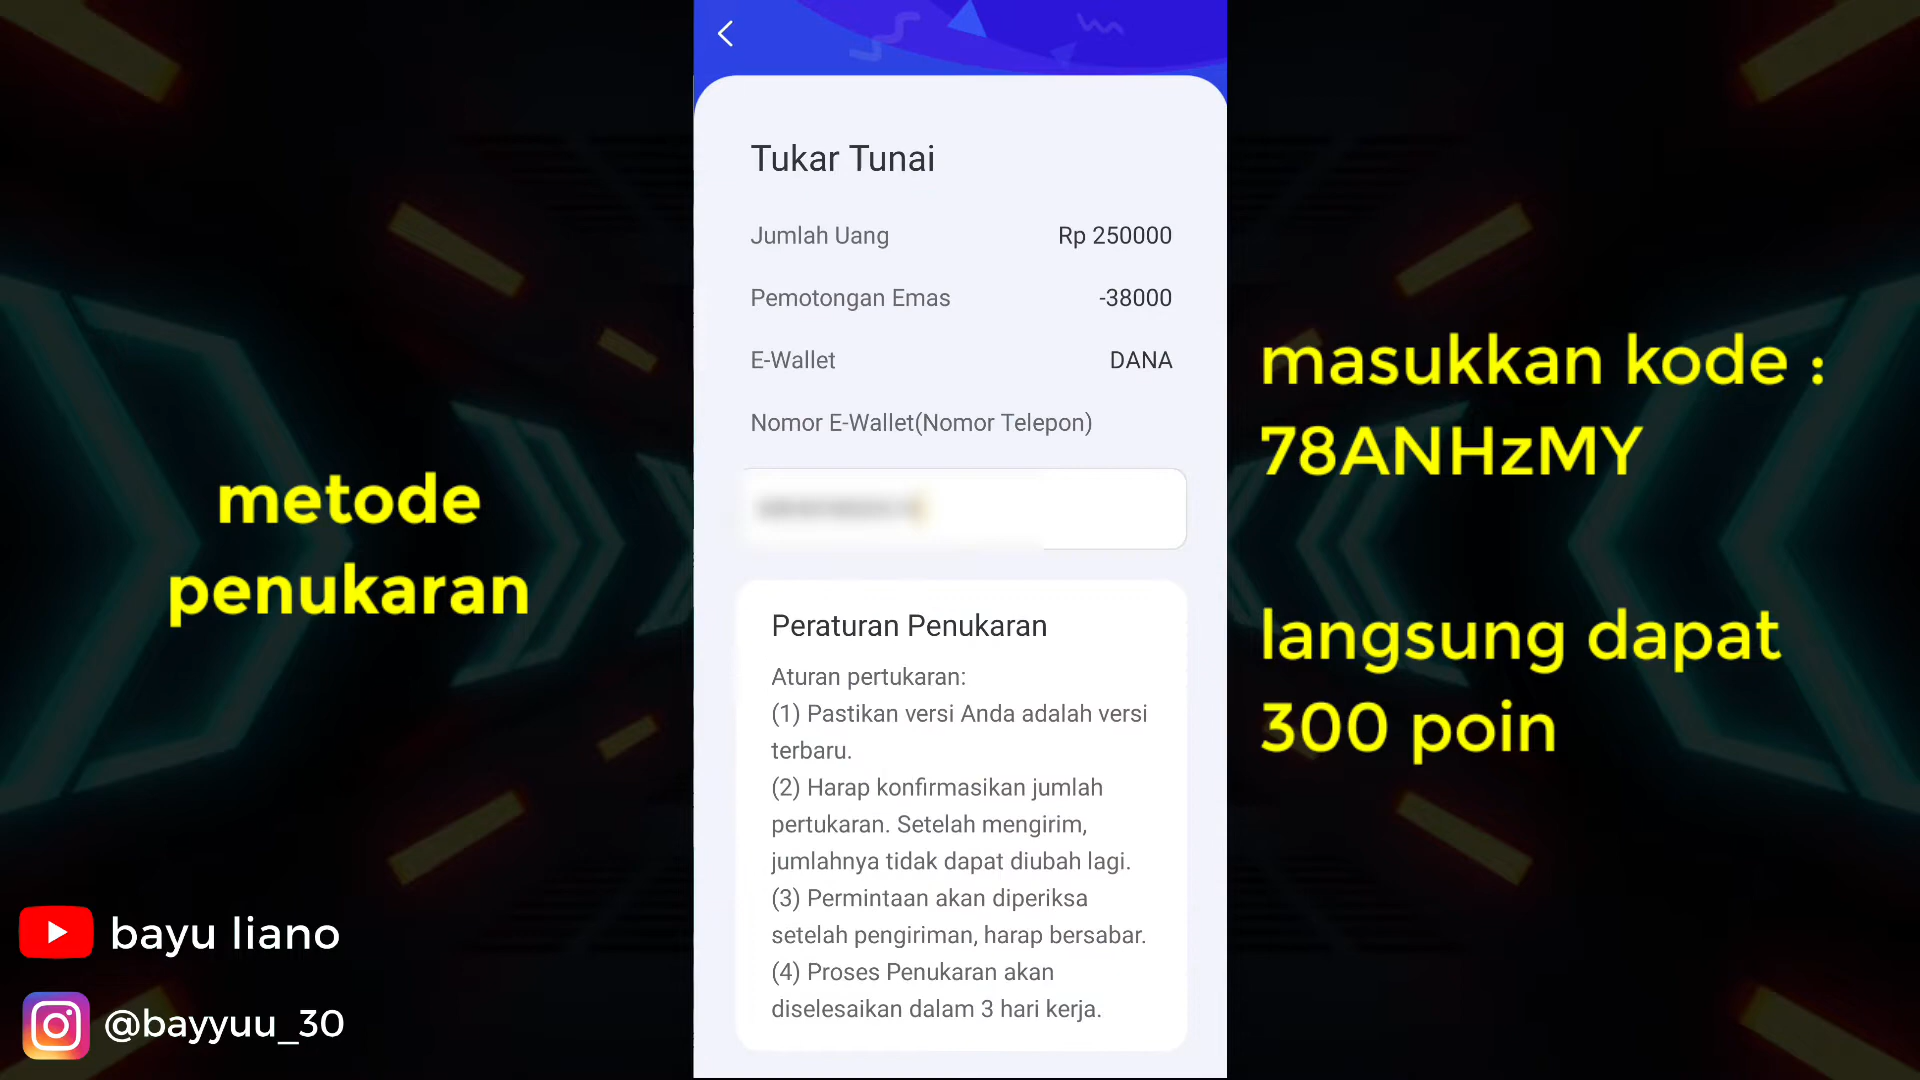 metode
penukaran
bayu liano
@bayyuu_30
Tukar Tunai
Jumlah Uang Rp 250000
Pemotongan Emas -38000
E-Wallet DANA
Nomor E-Wallet(Nomor Telepon)
Peraturan Penukaran
Aturan pertukaran:
(1) Pastikan versi Anda adalah versi
terbaru.
(2) Harap konfirmasikan jumlah
pertukaran. Setelah mengirim,
jumlahnya tidak dapat diubah lagi.
(3) Permintaan akan diperiksa
setelah pengiriman, harap bersabar.
(4) Proses Penukaran akan
diselesaikan dalam 3 hari kerja.
masukkan kode :
78ANHzMY
langsung dapat
300 poin